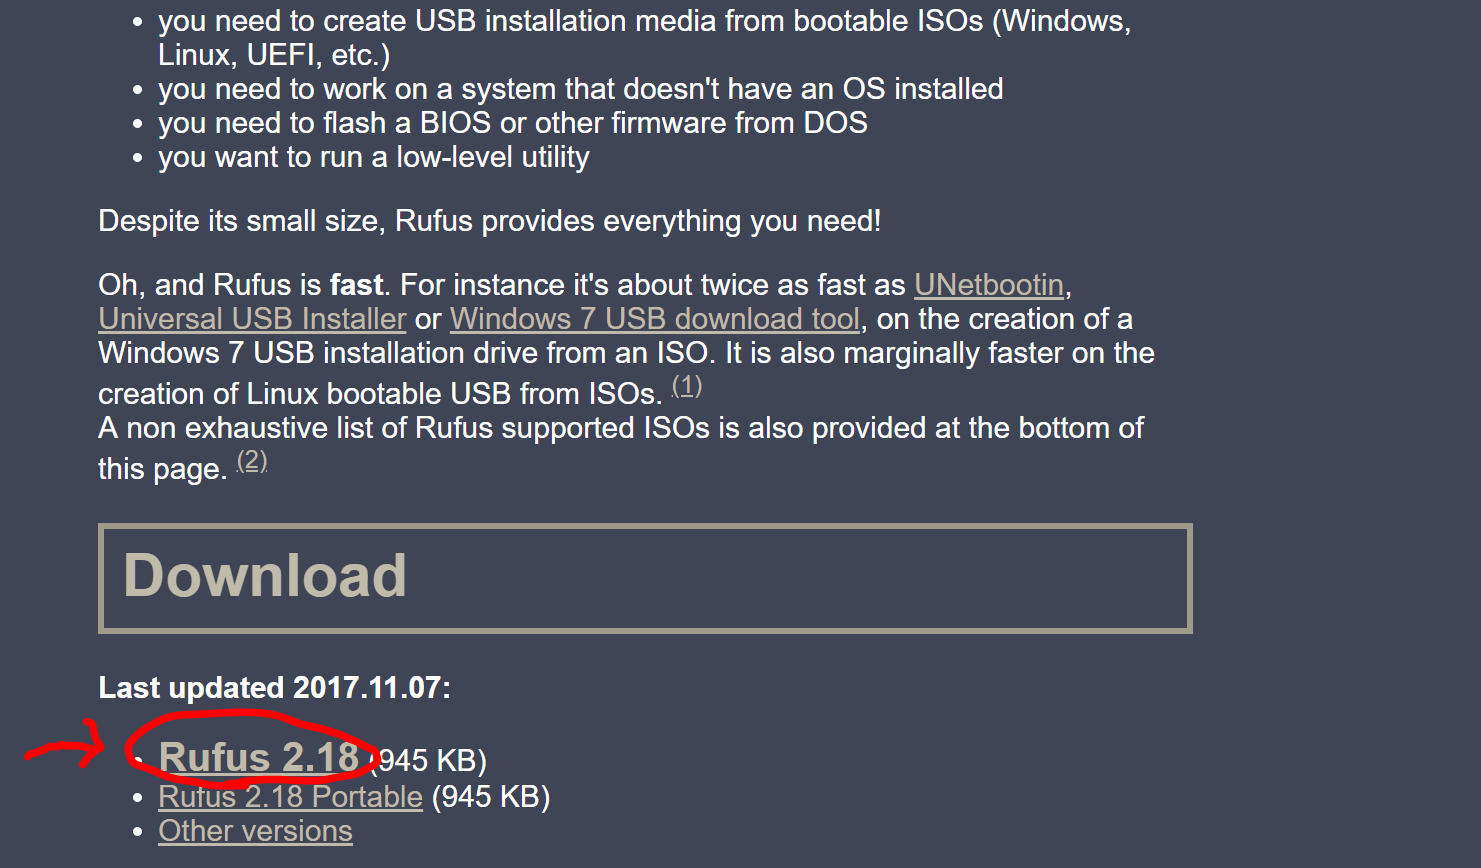 • you need to create USB installation media from bootable ISOs (Windows,
Linux, UEFI, etc.)
• you need to work on a system that doesn't have an OS installed
• you need to flash a BIOS or other firmware from DOS
• you want to run a low-level utility
Despite its small size, Rufus provides everything you need!
Oh, and Rufus is fast. For instance it's about twice as fast as UNetbootin,
Universal USB Installer or Windows 7 USB download tool, on the creation of a
Windows 7 USB installation drive from an ISO. It is also marginally faster on the
creation of Linux bootable USB from ISOs. (1)
A non exhaustive list of Rufus supported ISOs is also provided at the bottom of
this page. (2)
Download
Last updated 2017.11.07:
• Rufus 2.18 (945 KB)
• Rufus 2.18 Portable (945 KB)
• Other versions